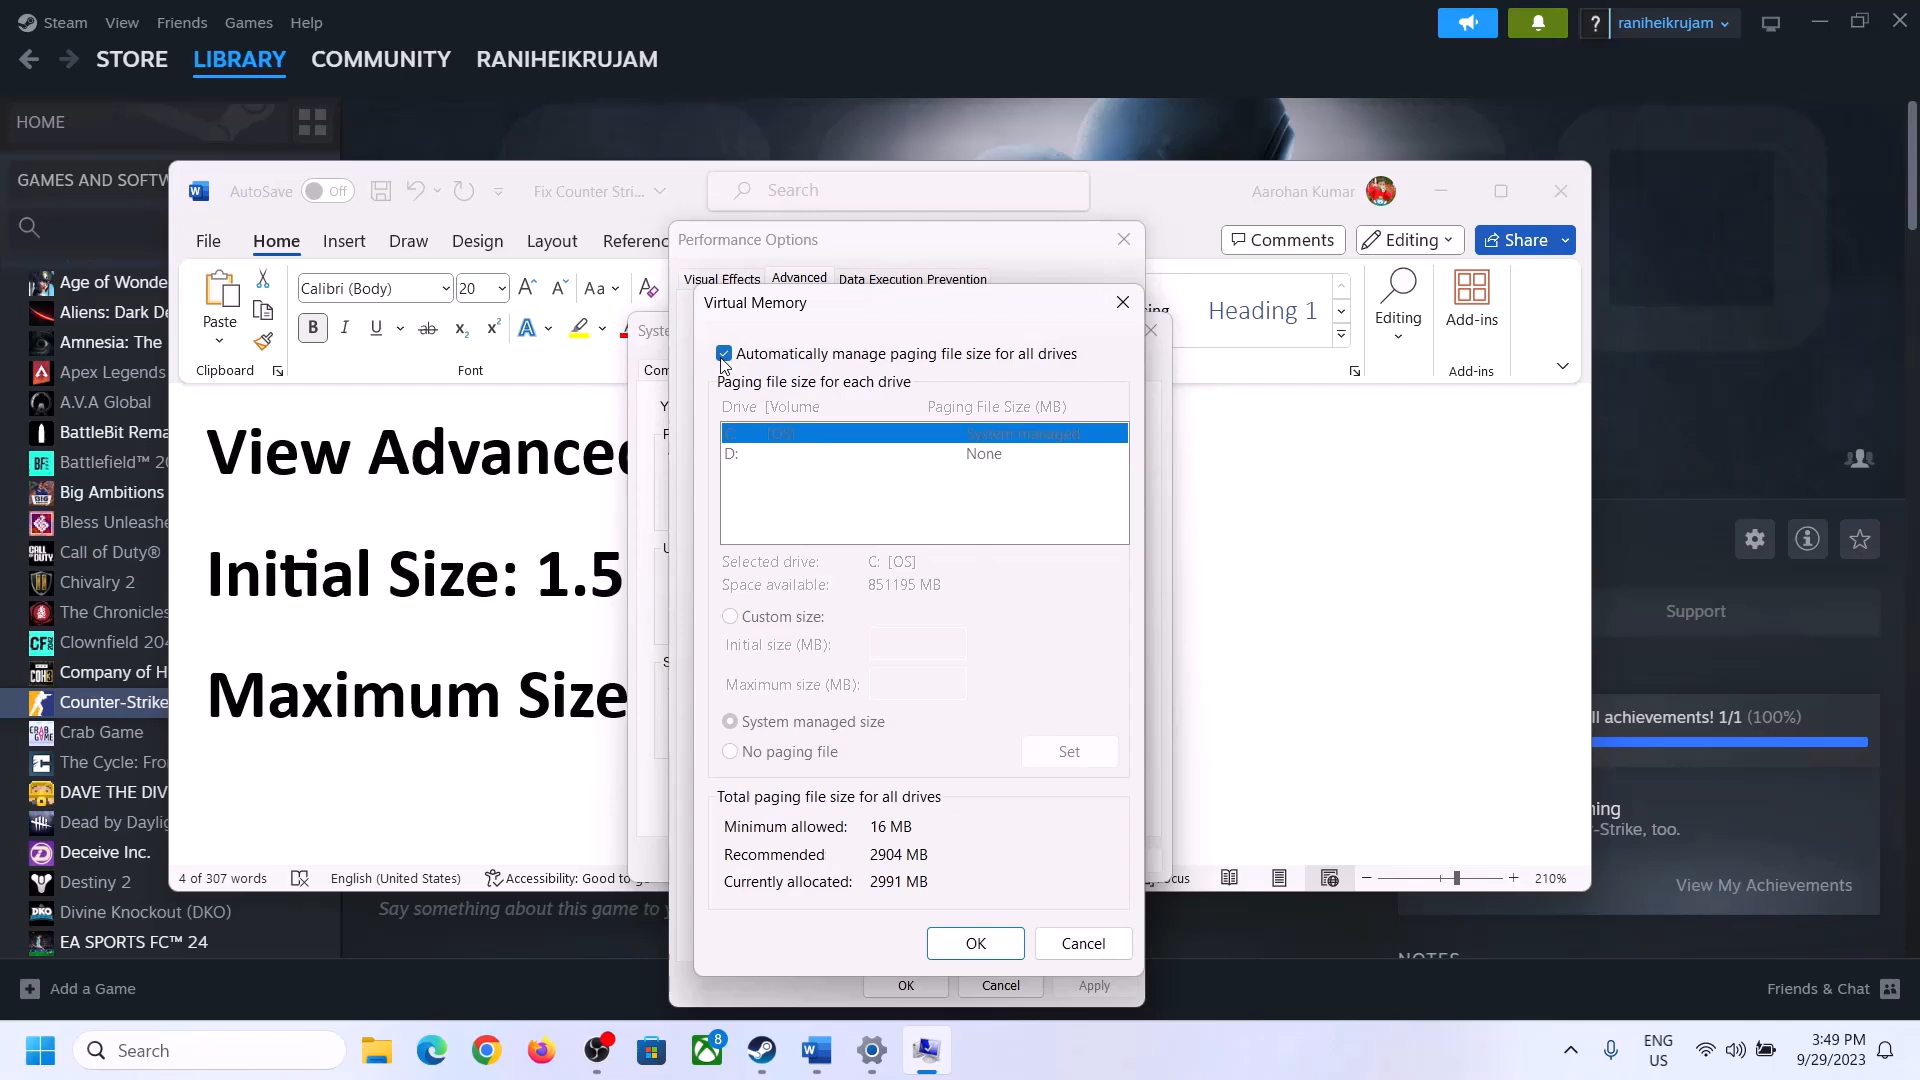 Steam View Friends Games Help
? raniheikrujam
STORE LIBRARY COMMUNITY RANIHEIKRUJAM
HOME
GAMES AND SOFTW
Age of Wonde
Aliens: Dark De
Amnesia: The
Apex Legends
A.V.A Global
BattleBit Rema
Battlefield™ 20
Big Ambitions
Bless Unleashe
Call of Duty®
Chivalry 2
The Chronicles
Clownfield 204
Company of H
Counter-Strike
Crab Game
The Cycle: Fro
DAVE THE DIV
Dead by Daylig
Deceive Inc.
Destiny 2
Divine Knockout (DKO)
EA SPORTS FC™ 24
Add a Game
AutoSave Off Fix Counter Stri... Search Aarohan Kumar
File Home Insert Draw Design Layout Referenc Comments Editing Share
Paste
Clipboard
Calibri (Body) 20
Font
Heading 1
Editing
Add-ins
Add-ins
View Advanced
Initial Size: 1.5
Maximum Size
4 of 307 words English (United States) Accessibility: Good to g 210%
Performance Options
Visual Effects Advanced Data Execution Prevention
Virtual Memory
Automatically manage paging file size for all drives
Paging file size for each drive
Drive [Volume Paging File Size (MB)
C: [OS] System managed
D: None
Selected drive: C: [OS]
Space available: 851195 MB
Custom size:
Initial size (MB):
Maximum size (MB):
System managed size
No paging file Set
Total paging file size for all drives
Minimum allowed: 16 MB
Recommended 2904 MB
Currently allocated: 2991 MB
OK Cancel
OK Cancel Apply
Support
ll achievements! 1/1 (100%)
-Strike, too.
View My Achievements
Say something about this game to y
NOTES
Friends & Chat
Search
8
ENG
US
3:49 PM
9/29/2023